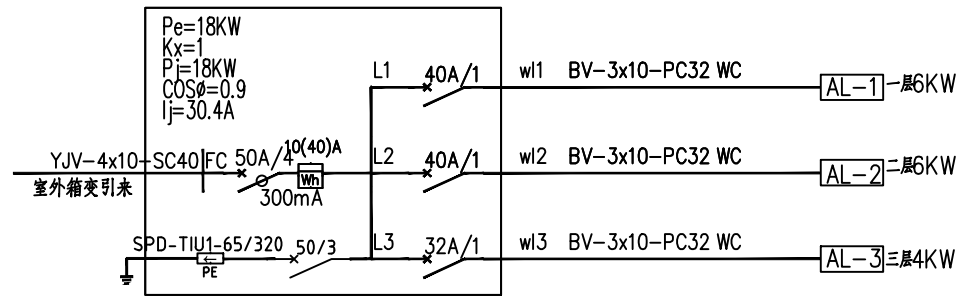 Pe=18KW
Kx=1
Pj=18KW
COSØ=0.9
Ij=30.4A
L1 40A/1 wl1 BV-3x10-PC32 WC AL-1 一层6KW
YJV-4x10-SC40 FC 50A/4 10(40)A L2 40A/1 wl2 BV-3x10-PC32 WC AL-2 二层6KW
Wh
室外箱变引来 300mA
SPD-TIU1-65/320 50/3 L3 32A/1 wl3 BV-3x10-PC32 WC AL-3 三层4KW
PE